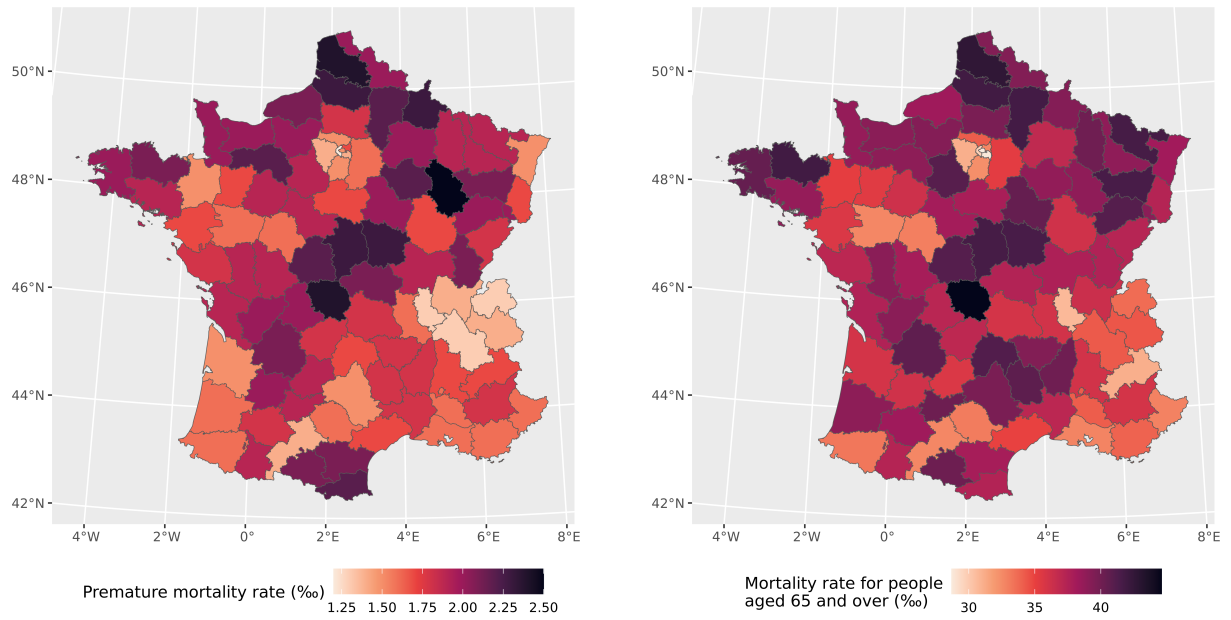 50°N
48°N
46°N
44°N
42°N
4°W 2°W 0° 2°E 4°E 6°E 8°E
Premature mortality rate (‰)
1.25 1.50 1.75 2.00 2.25 2.50
50°N
48°N
46°N
44°N
42°N
4°W 2°W 0° 2°E 4°E 6°E 8°E
Mortality rate for people
aged 65 and over (‰)
30 35 40